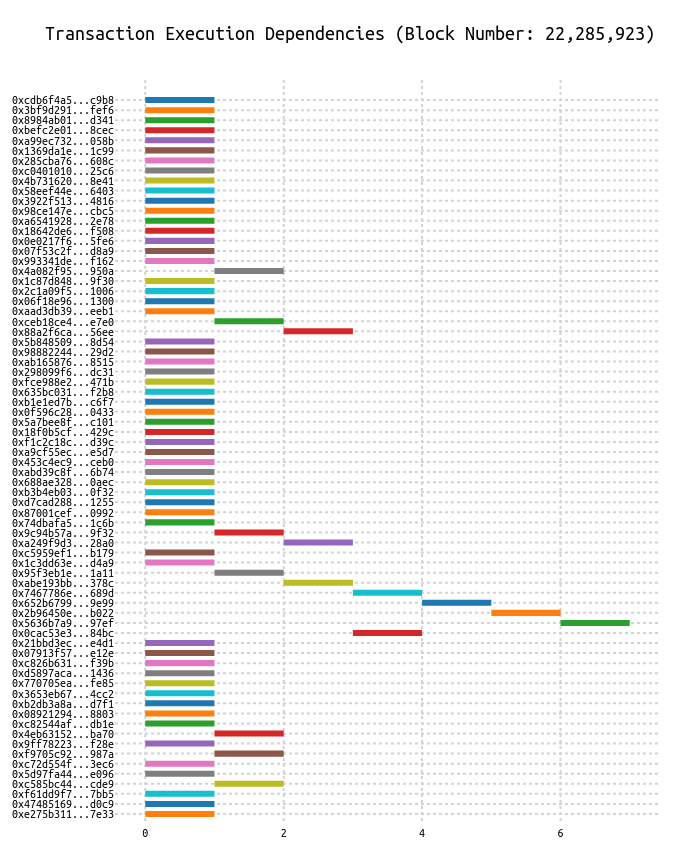 Transaction Execution Dependencies (Block Number: 22,285,923)
0xcdb6f4a5...c9b8
0x3bf9d291...fef6
0x8984ab01...d341
0xbefc2e01...8cec
0xa99ec732...058b
0x1369da1e...1c99
0x285cba76...608c
0xc0401010...25c6
0x4b731620...8e41
0x58eef44e...6403
0x3922f513...4816
0x98ce147e...cbc5
0xa6541928...2e78
0x18642de6...f508
0x0e0217f6...5fe6
0x07f53c2f...d8a9
0x993341de...f162
0x4a082f95...950a
0x1c87d848...9f30
0x2c1a09f5...1006
0x06f18e96...1300
0xaad3db39...eeb1
0xceb18ce4...e7e0
0x88a2f6ca...56ee
0x5b848509...8d54
0x98882244...29d2
0xab165876...8515
0x298099f6...dc31
0xfce988e2...471b
0x635bc031...f2b8
0xb1e1ed7b...c6f7
0x0f596c28...0433
0x5a7bee8f...c101
0x18f0b5cf...429c
0xf1c2c18c...d39c
0xa9cf55ec...e5d7
0x453c4ec9...ceb0
0xabd39c8f...6b74
0x688ae328...0aec
0xb3b4eb03...0f32
0xd7cad288...1255
0x87001cef...0992
0x74dbafa5...1c6b
0x9c94b57a...9f32
0xa249f9d3...28a0
0xc5959ef1...b179
0x1c3dd63e...d4a9
0x95f3eb1e...1a11
0xabe193bb...378c
0x7467786e...689d
0x652b6799...9e99
0x2b96450e...b022
0x5636b7a9...97ef
0x0cac53e3...84bc
0x21bbd3ec...e4d1
0x07913f57...e12e
0xc826b631...f39b
0xd5897aca...1436
0x770705ea...fe85
0x3653eb67...4cc2
0xb2db3a8a...d7f1
0x08921294...8803
0xc82544af...db1e
0x4eb63152...ba70
0x9ff78223...f28e
0xf9705c92...987a
0xc72d554f...3ec6
0x5d97fa44...e096
0xc585bc44...cde9
0xf61dd9f7...7bb5
0x47485169...d0c9
0xe275b311...7e33
0 2 4 6